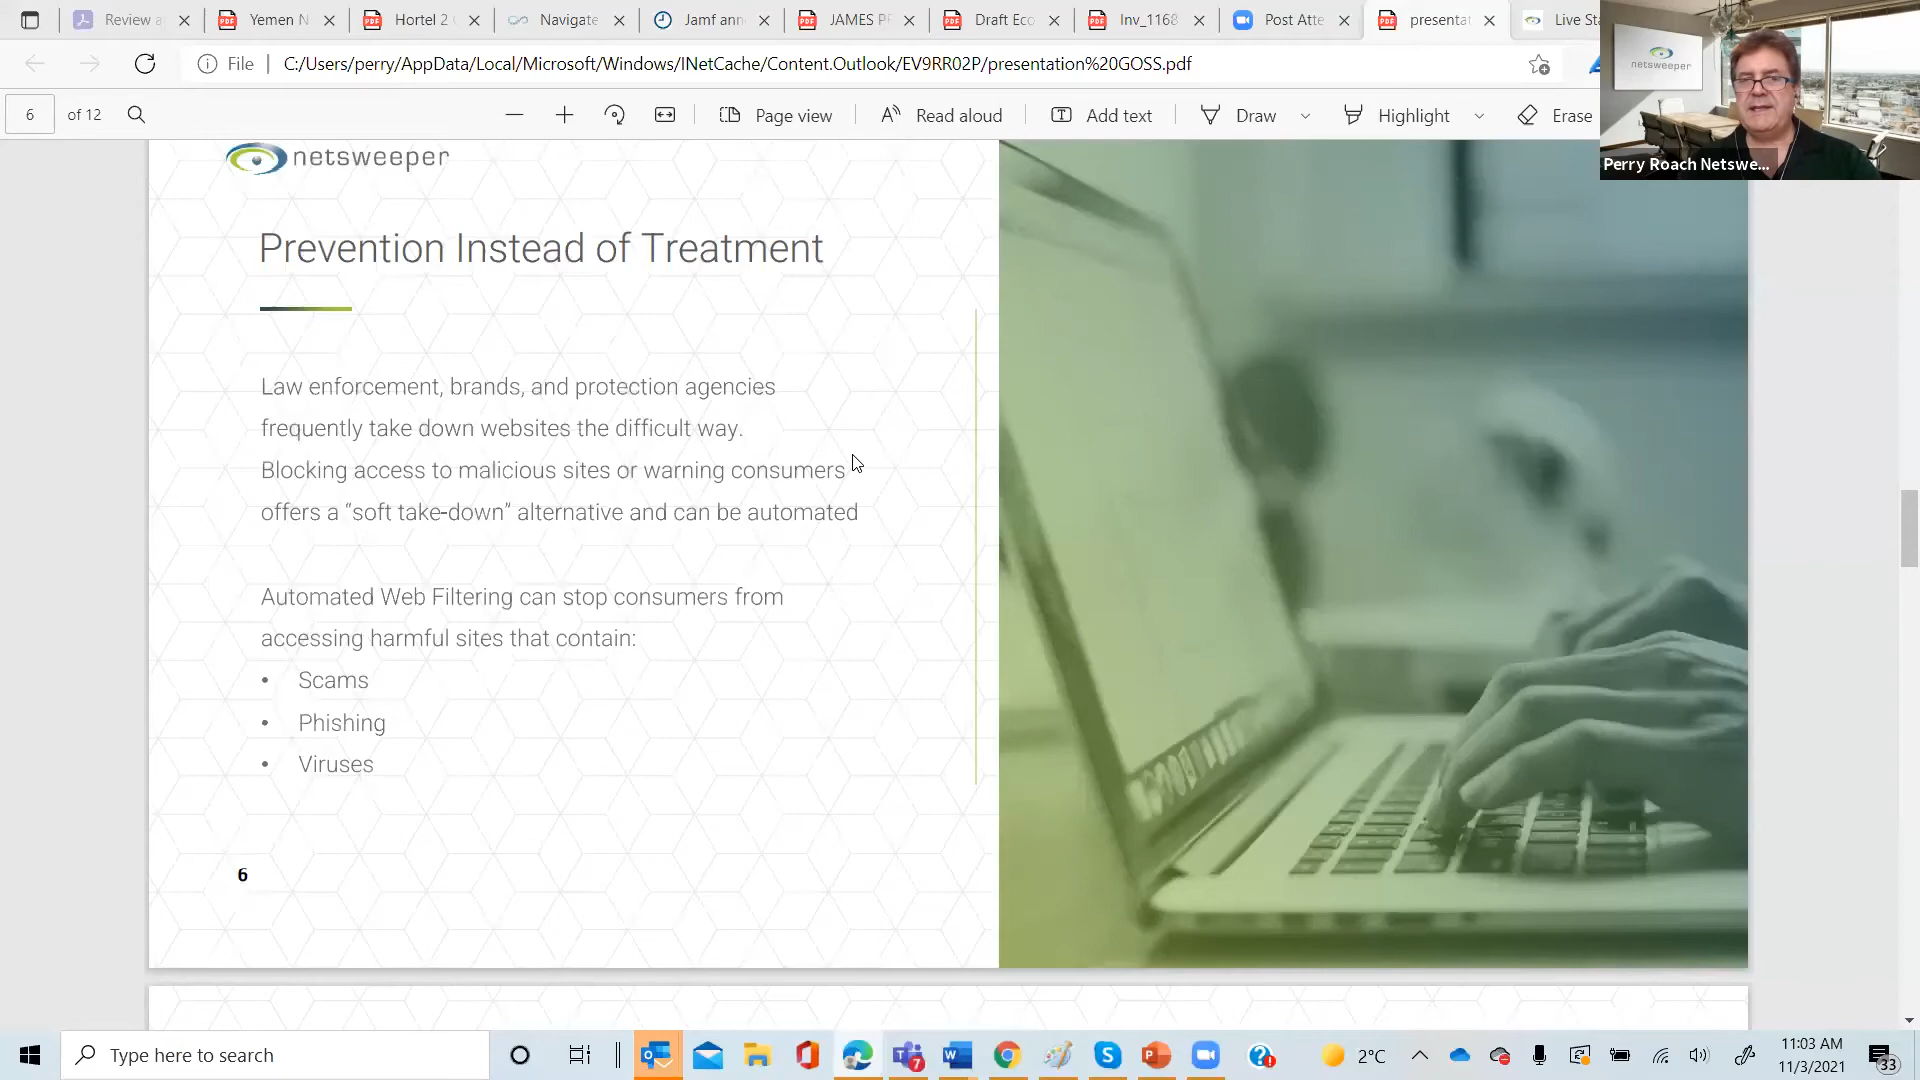 Review a
Yemen N
Hortel 2
Navigate
Jamf ann
JAMES P
Draft Eco
Inv_1168
Post Atte
presentat
Live Sta
File
C:/Users/perry/AppData/Local/Microsoft/Windows/INetCache/Content.Outlook/EV9RR02P/presentation%20GOSS.pdf
6 of 12
Page view
Read aloud
Add text
Draw
Highlight
Erase
netsweeper
Perry Roach Netswe...
netsweeper
Prevention Instead of Treatment
Law enforcement, brands, and protection agencies
frequently take down websites the difficult way.
Blocking access to malicious sites or warning consumers
offers a “soft take-down” alternative and can be automated
Automated Web Filtering can stop consumers from
accessing harmful sites that contain:
• Scams
• Phishing
• Viruses
6
Type here to search
7
2°C
11:03 AM
11/3/2021
33